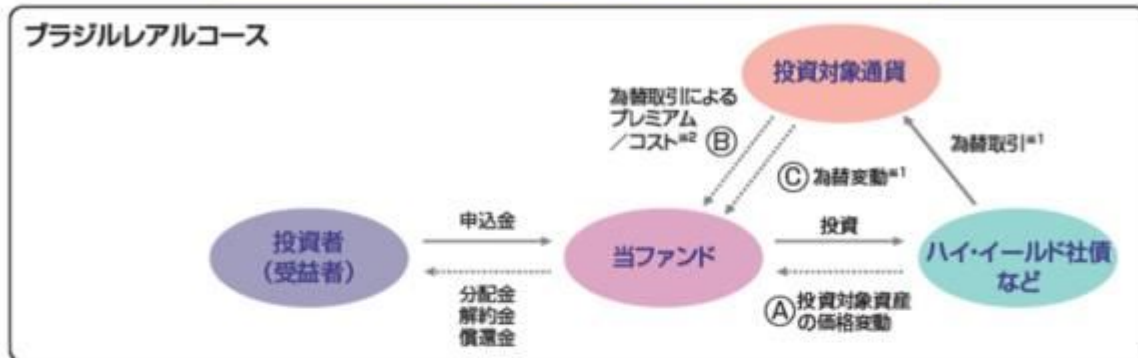 ブラジルレアルコース
投資対象通貨
為替取引による
プレミアム
／コスト※2 Ⓑ
為替取引※1
Ⓒ 為替変動※1
投資者
（受益者）
申込金
分配金
解約金
償還金
当ファンド
投資
Ⓐ 投資対象資産
の価格変動
ハイ・イールド社債
など